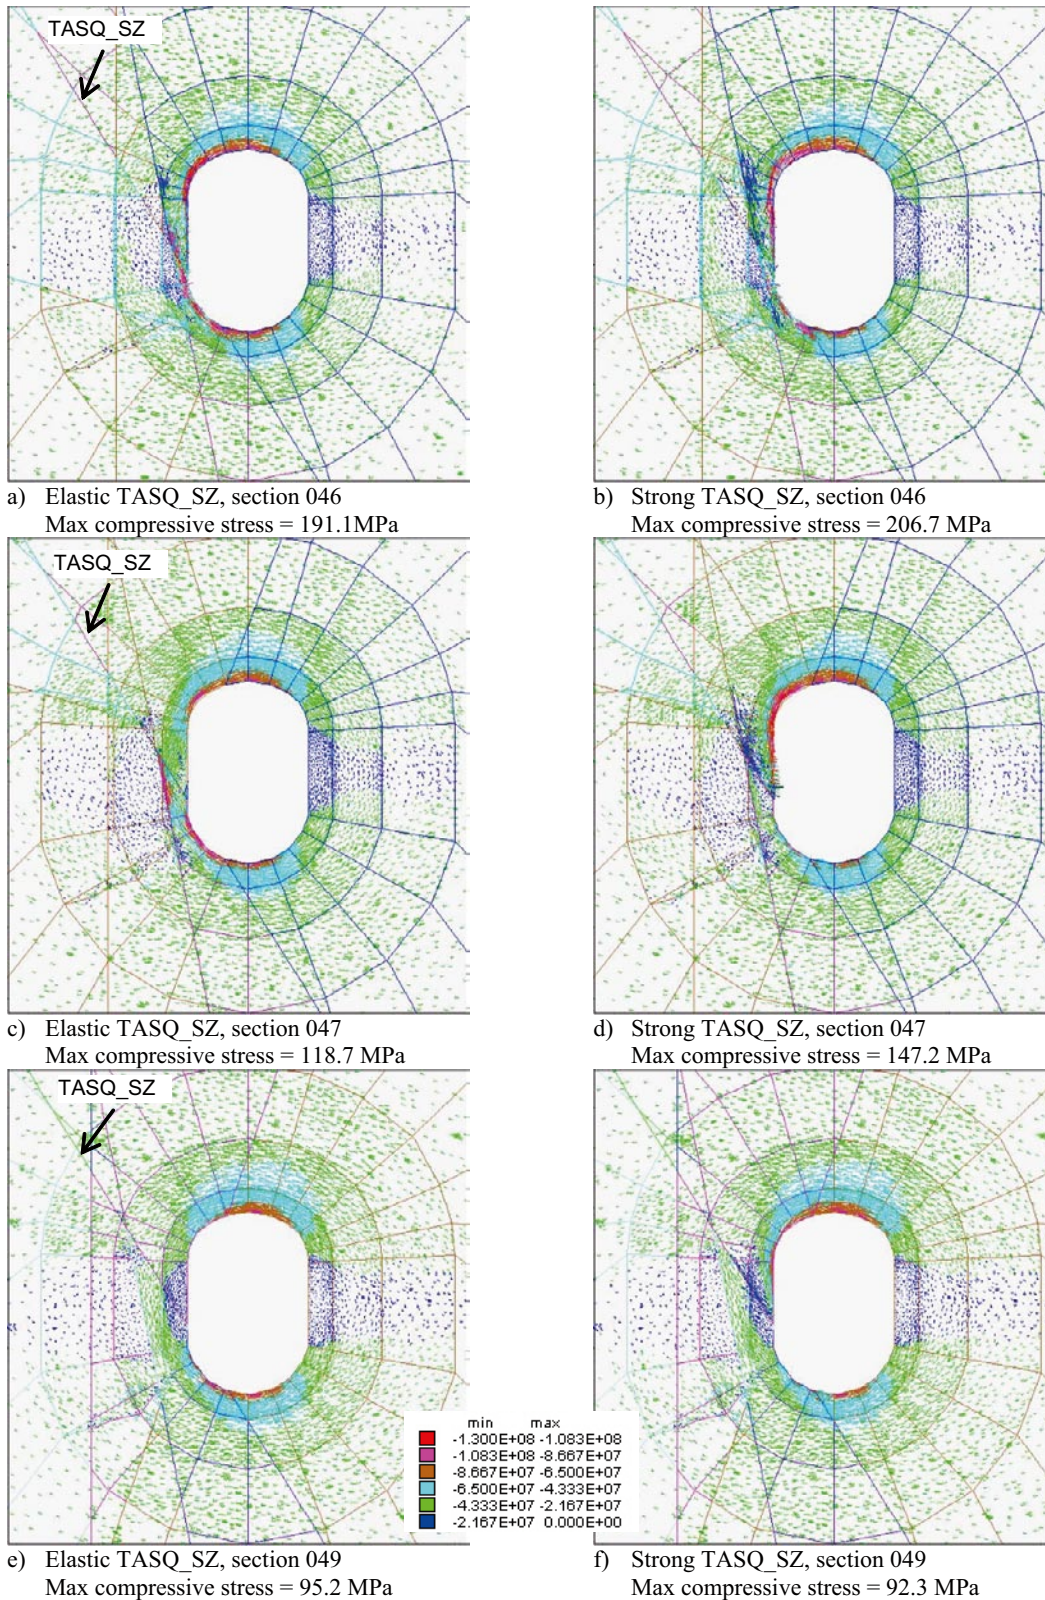 TASQ_SZ
a) Elastic TASQ_SZ, section 046
Max compressive stress = 191.1MPa
b) Strong TASQ_SZ, section 046
Max compressive stress = 206.7 MPa
TASQ_SZ
c) Elastic TASQ_SZ, section 047
Max compressive stress = 118.7 MPa
d) Strong TASQ_SZ, section 047
Max compressive stress = 147.2 MPa
TASQ_SZ
min max
-1.300E+08 -1.083E+08
-1.083E+08 -8.667E+07
-8.667E+07 -6.500E+07
-6.500E+07 -4.333E+07
-4.333E+07 -2.167E+07
-2.167E+07 0.000E+00
e) Elastic TASQ_SZ, section 049
Max compressive stress = 95.2 MPa
f) Strong TASQ_SZ, section 049
Max compressive stress = 92.3 MPa